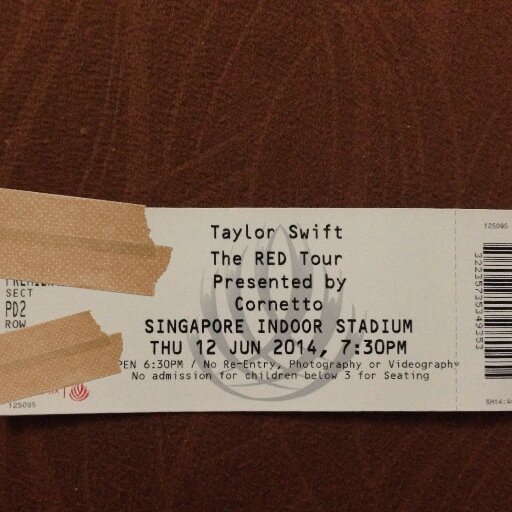 Taylor Swift
The RED Tour
Presented by
Cornetto
SINGAPORE INDOOR STADIUM
THU 12 JUN 2014, 7:30PM
PEN 6:30PM / No Re-Entry, Photography or Videography
No admission for children below 3 for Seating
SECT
PD2
ROW
125095
125095
3223575349353